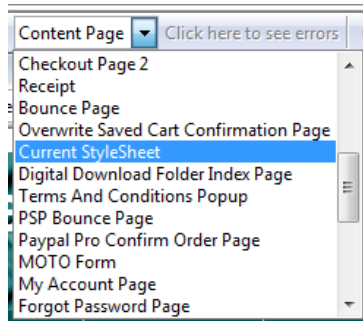 Content Page Click here to see errors
Checkout Page 2
Receipt
Bounce Page
Overwrite Saved Cart Confirmation Page
Current StyleSheet
Digital Download Folder Index Page
Terms And Conditions Popup
PSP Bounce Page
Paypal Pro Confirm Order Page
MOTO Form
My Account Page
Forgot Password Page